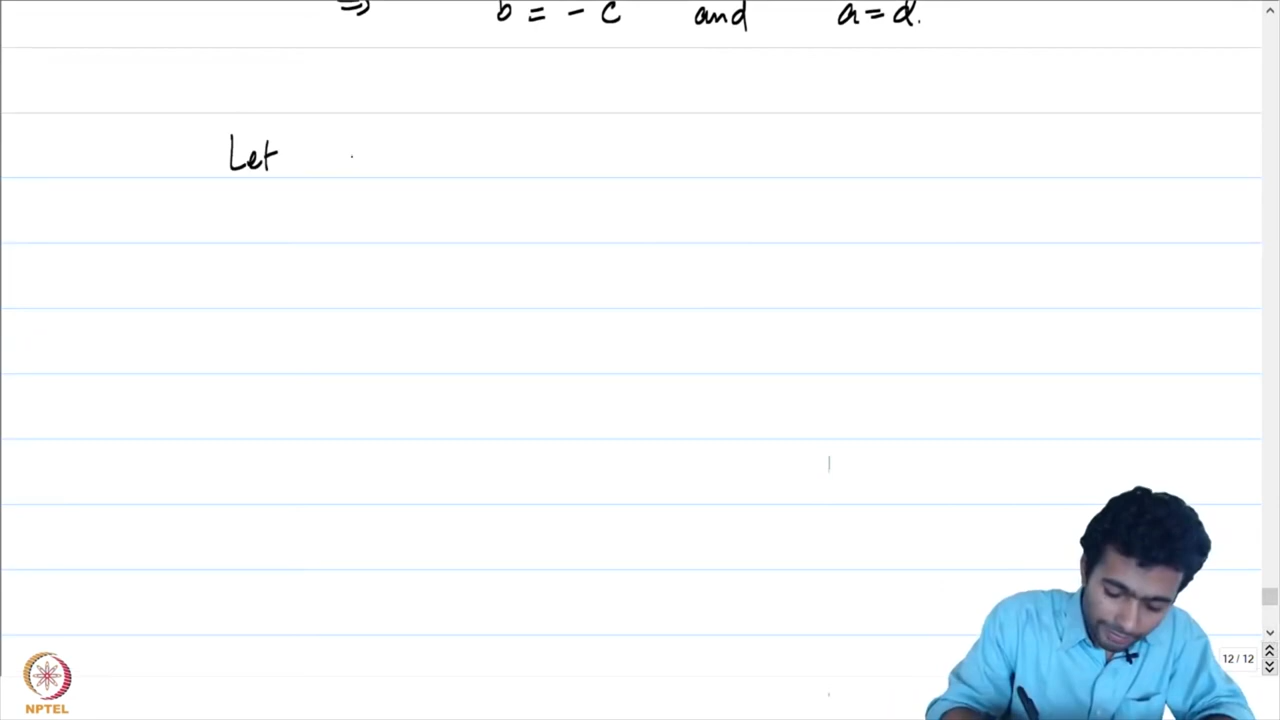 ⇒ b = - c and a = d.
Let
12 / 12
NPTEL